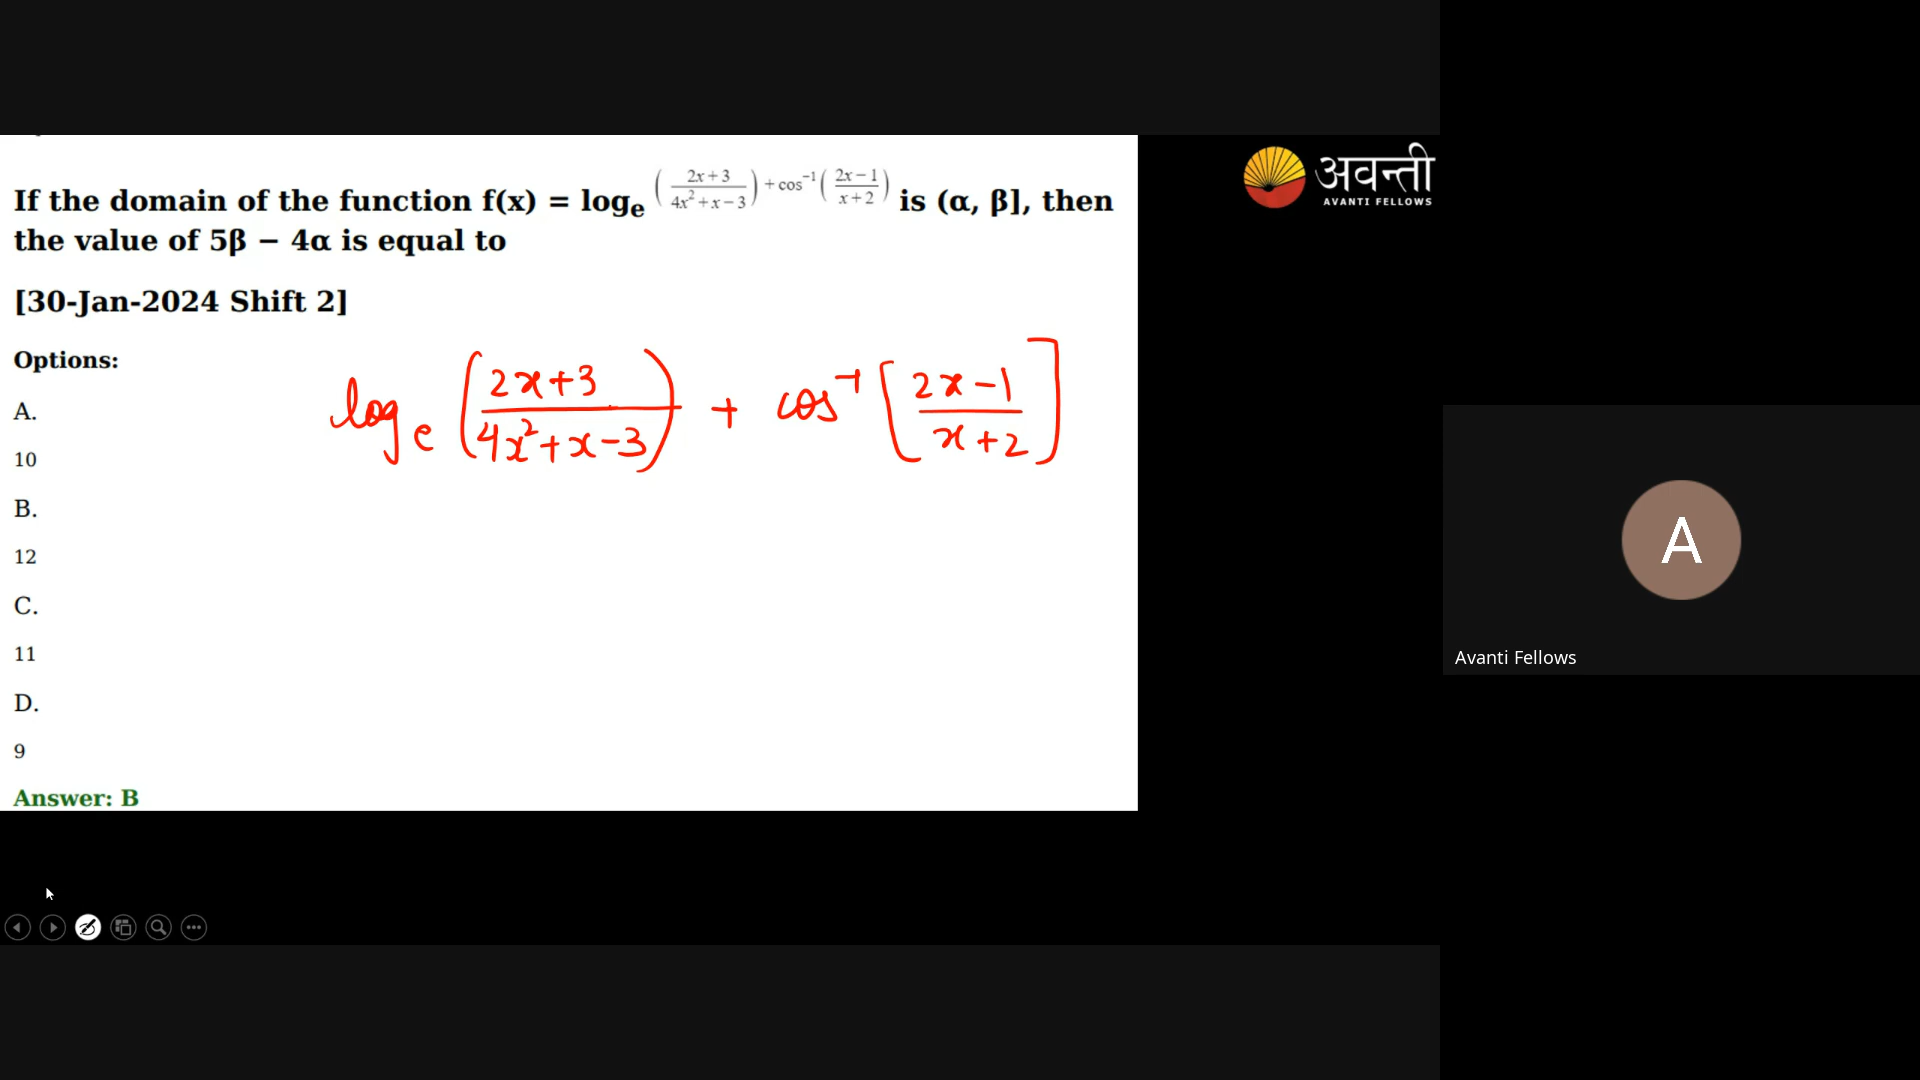 If the domain of the function f(x) = logₑ ( (2x+3)/(4x²+x−3) ) + cos⁻¹ ( (2x−1)/(x+2) ) is (α, β], then
the value of 5β − 4α is equal to
[30-Jan-2024 Shift 2]
Options:
logₑ ( (2x+3)/(4x²+x−3) ) + cos⁻¹ [ (2x−1)/(x+2) ]
A.
10
B.
12
C.
11
D.
9
Answer: B
अवन्ती
AVANTI FELLOWS
A
Avanti Fellows